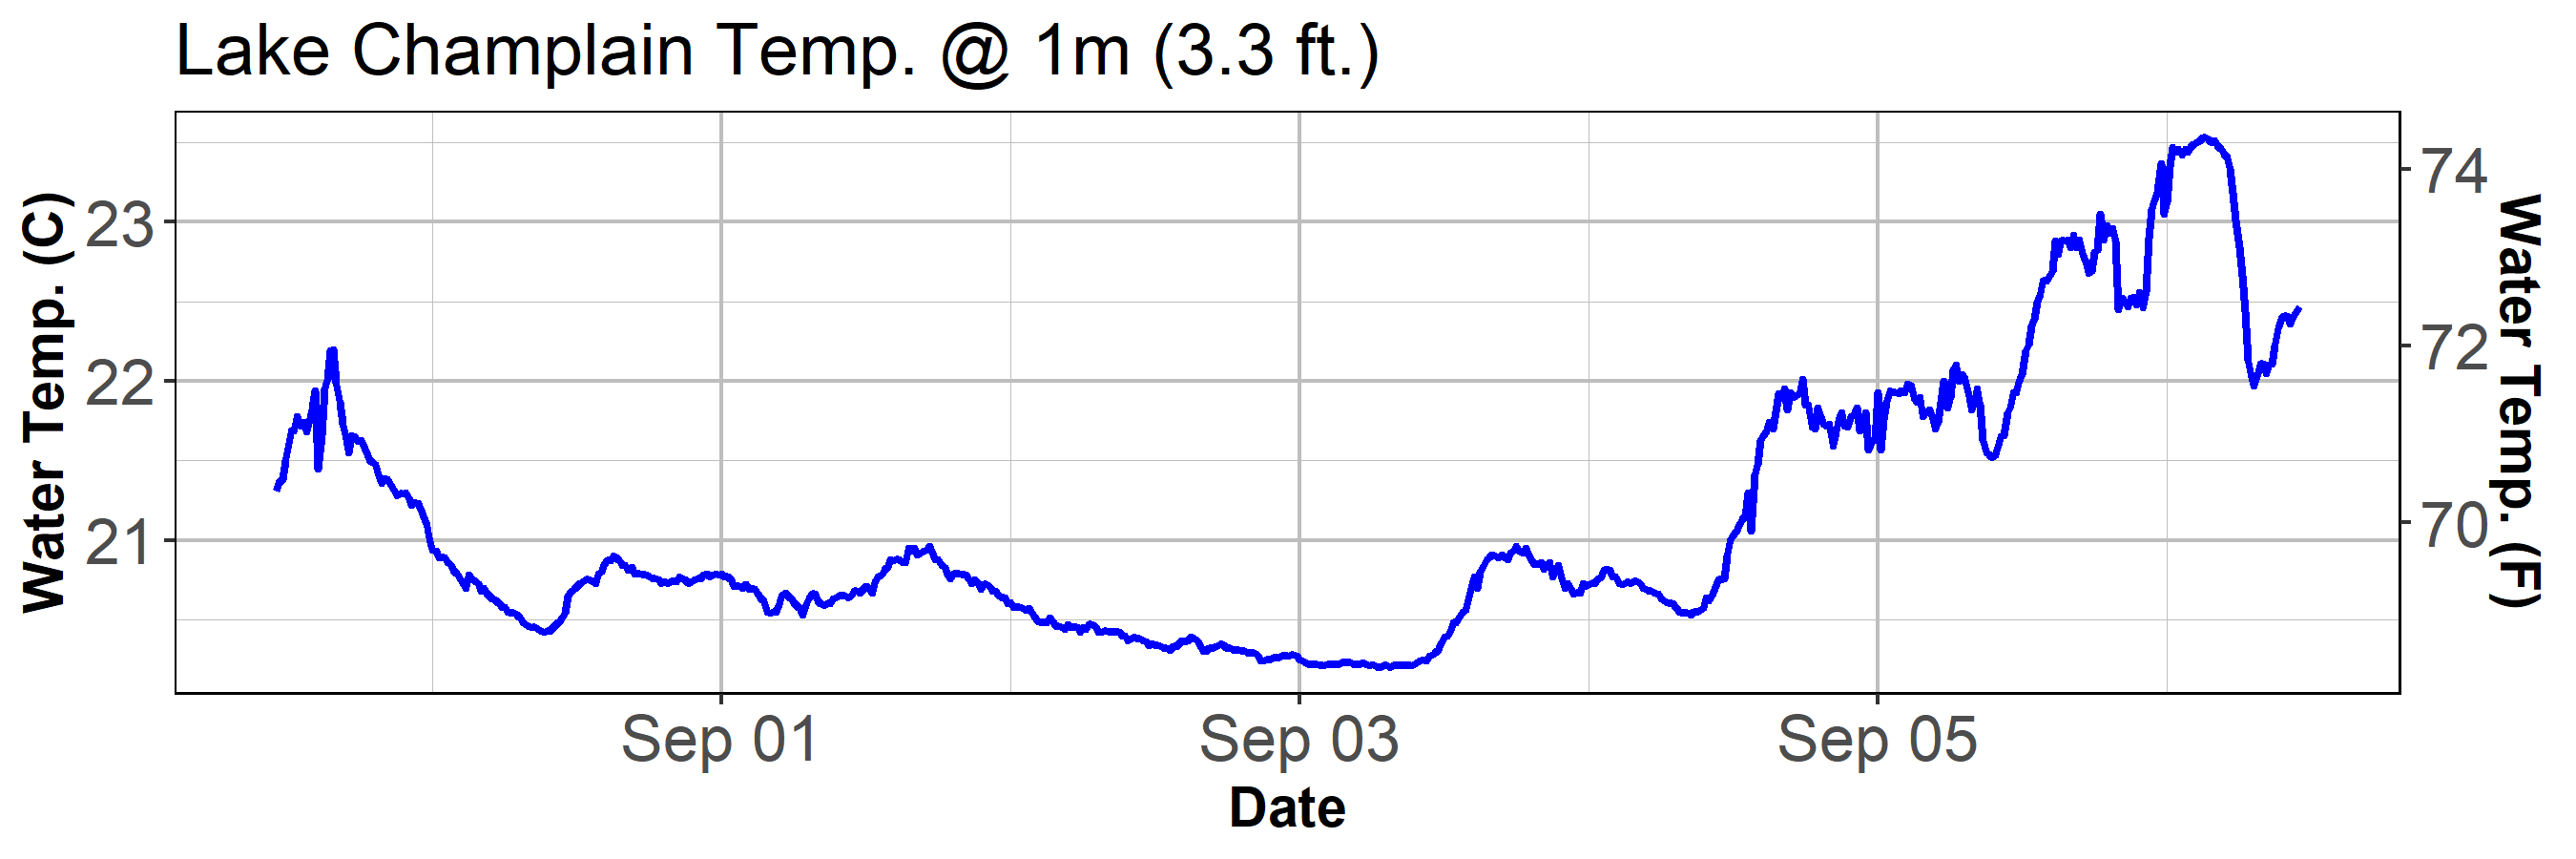 Lake Champlain Temp. @ 1m (3.3 ft.)
Water Temp. (C)
23
22
21
74
72
70
Water Temp. (F)
Sep 01
Sep 03
Sep 05
Date